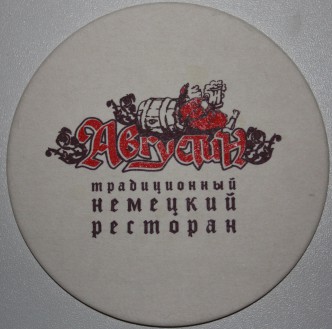 Августин
традиционный
немецкий
ресторан